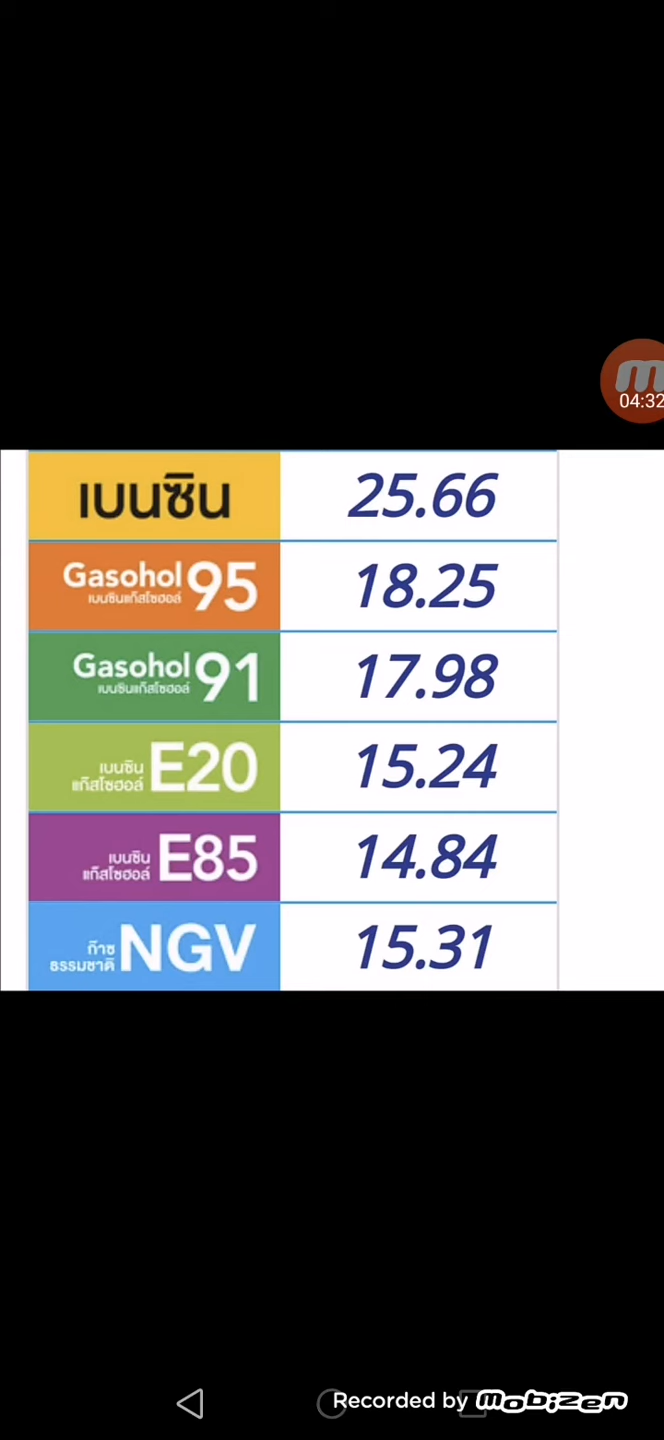 04:32
เบนซิน 25.66
Gasohol 95 18.25
เบนซินแก๊สโซฮอล์
Gasohol 91 17.98
เบนซินแก๊สโซฮอล์
เบนซิน
แก๊สโซฮอล์ E20 15.24
เบนซิน
แก๊สโซฮอล์ E85 14.84
ก๊าซ
ธรรมชาติ NGV 15.31
Recorded by mobizen